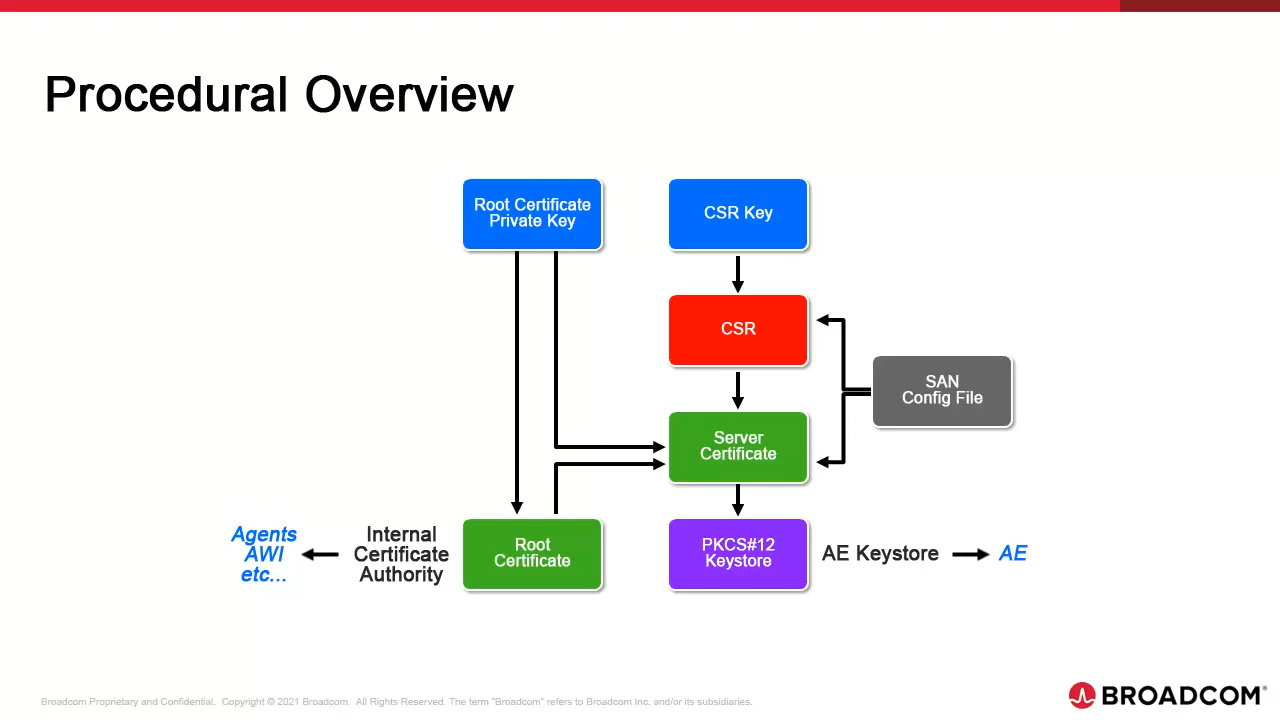 Procedural Overview
Root Certificate
Private Key
CSR Key
CSR
SAN
Config File
Server
Certificate
Agents
AWI
etc...
Internal
Certificate
Authority
Root
Certificate
PKCS#12
Keystore
AE Keystore
AE
Broadcom Proprietary and Confidential. Copyright © 2021 Broadcom. All Rights Reserved. The term "Broadcom" refers to Broadcom Inc. and/or its subsidiaries.
BROADCOM®